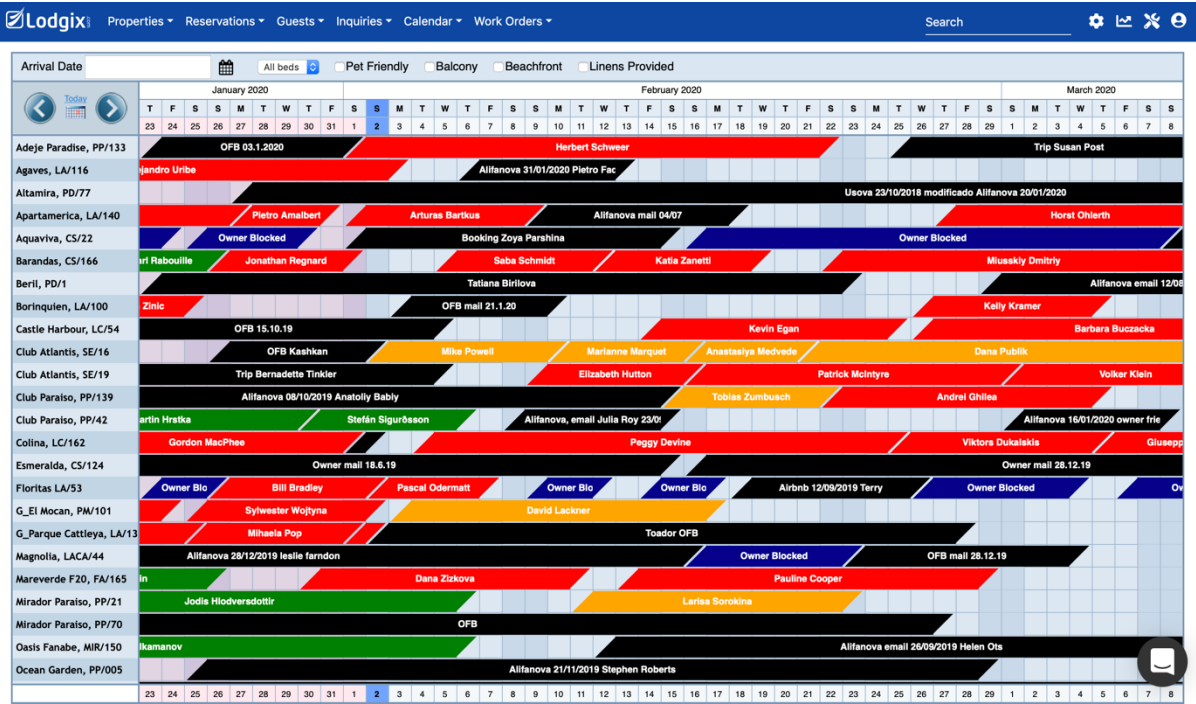 Lodgix Properties Reservations Guests Inquiries Calendar Work Orders Search
Arrival Date All beds Pet Friendly Balcony Beachfront Linens Provided
Today January 2020 February 2020 March 2020
T F S S M T W T F S S M T W T F S S M T W T F S S M T W T F S S M T W T F S S M T W T F S S
23 24 25 26 27 28 29 30 31 1 2 3 4 5 6 7 8 9 10 11 12 13 14 15 16 17 18 19 20 21 22 23 24 25 26 27 28 29 1 2 3 4 5 6 7 8
Adeje Paradise, PP/133 OFB 03.1.2020 Herbert Schweer Trip Susan Post
Agaves, LA/116 jandro Uribe Alifanova 31/01/2020 Pietro Fac
Altamira, PD/77 Usova 23/10/2018 modificado Alifanova 20/01/2020
Apartamerica, LA/140 Pietro Amalbert Arturas Bartkus Alifanova mail 04/07 Horst Ohlerth
Aquaviva, CS/22 Owner Blocked Booking Zoya Parshina Owner Blocked
Barandas, CS/166 arl Rabouille Jonathan Regnard Saba Schmidt Katia Zanetti Miusskiy Dmitriy
Beril, PD/1 Tatiana Birilova Alifanova email 12/08
Borinquien, LA/100 Zinic OFB mail 21.1.20 Kelly Kramer
Castle Harbour, LC/54 OFB 15.10.19 Kevin Egan Barbara Buczacka
Club Atlantis, SE/16 OFB Kashkan Mike Powell Marianne Marquet Anastasiya Medvede Dana Publik
Club Atlantis, SE/19 Trip Bernadette Tinkler Elizabeth Hutton Patrick McIntyre Volker Klein
Club Paraiso, PP/139 Alifanova 08/10/2019 Anatoliy Babiy Tobias Zumbusch Andrei Ghilea
Club Paraiso, PP/42 artin Hrstka Stefán Sigurðsson Alifanova, email Julia Roy 23/09 Alifanova 16/01/2020 owner frie
Colina, LC/162 Gordon MacPhee Peggy Devine Viktors Dukalskis Giusepp
Esmeralda, CS/124 Owner mail 18.6.19 Owner mail 28.12.19
Floritas LA/53 Owner Blo Bill Bradley Pascal Odermatt Owner Blo Owner Blo Airbnb 12/09/2019 Terry Owner Blocked Ow
G_El Mocan, PM/101 Sylwester Wojtyna David Lackner
G_Parque Cattleya, LA/13 Mihaela Pop Toador OFB
Magnolia, LACA/44 Alifanova 28/12/2019 leslie farndon Owner Blocked OFB mail 28.12.19
Mareverde F20, FA/165 in Dana Zizkova Pauline Cooper
Mirador Paraiso, PP/21 Jodis Hlodversdottir Larisa Sorokina
Mirador Paraiso, PP/70 OFB
Oasis Fanabe, MIR/150 lkamanov Alifanova email 26/09/2019 Helen Ots
Ocean Garden, PP/005 Alifanova 21/11/2019 Stephen Roberts
23 24 25 26 27 28 29 30 31 1 2 3 4 5 6 7 8 9 10 11 12 13 14 15 16 17 18 19 20 21 22 23 24 25 26 27 28 29 1 2 3 4 5 6 7 8